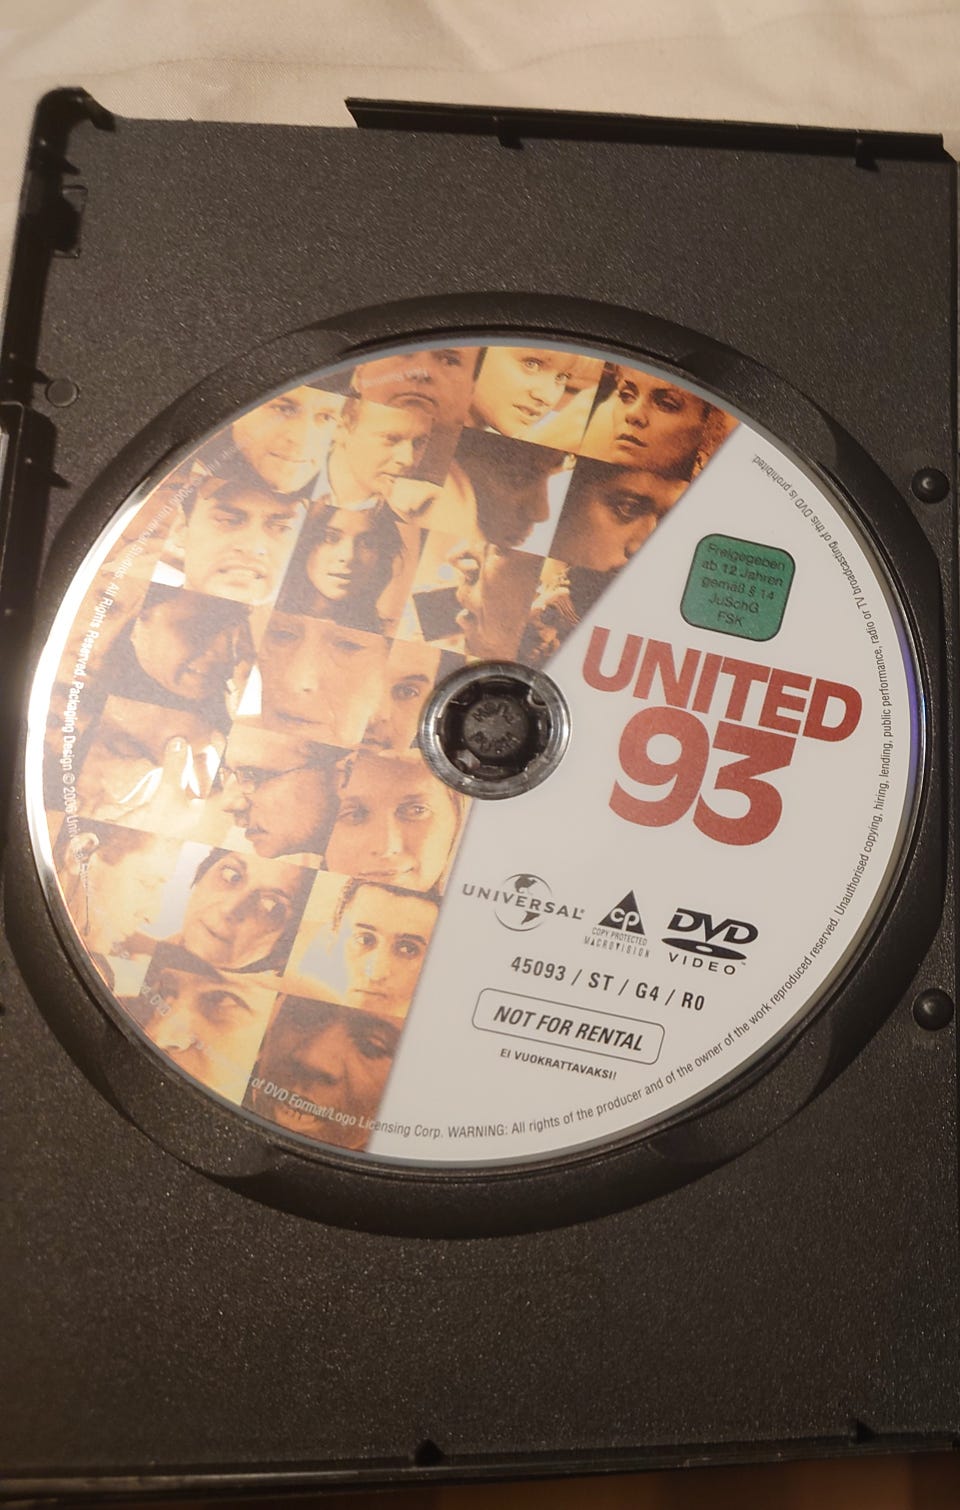 Freigegeben
ab 12 Jahren
gemäß § 14
JuSchG
FSK
UNITED
93
UNIVERSAL
CP
COPY PROTECTED
MACROVISION
DVD
VIDEO
45093 / ST / G4 / R0
NOT FOR RENTAL
EI VUOKRATTAVAKSI!
All Rights Reserved. Packaging Design © 2006
of DVD Format/Logo Licensing Corp. WARNING: All rights of the producer and of the owner of the work reproduced reserved. Unauthorised copying, hiring, lending, public performance, radio or TV broadcasting of this DVD is prohibited.